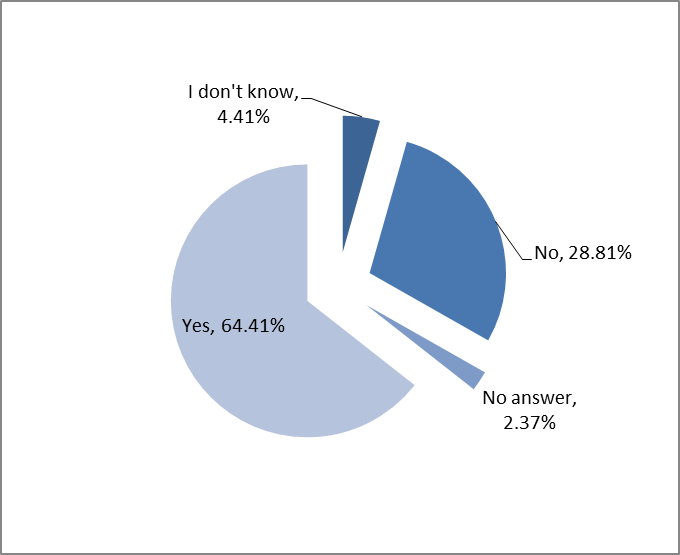 I don't know,
4.41%
No, 28.81%
Yes, 64.41%
No answer,
2.37%